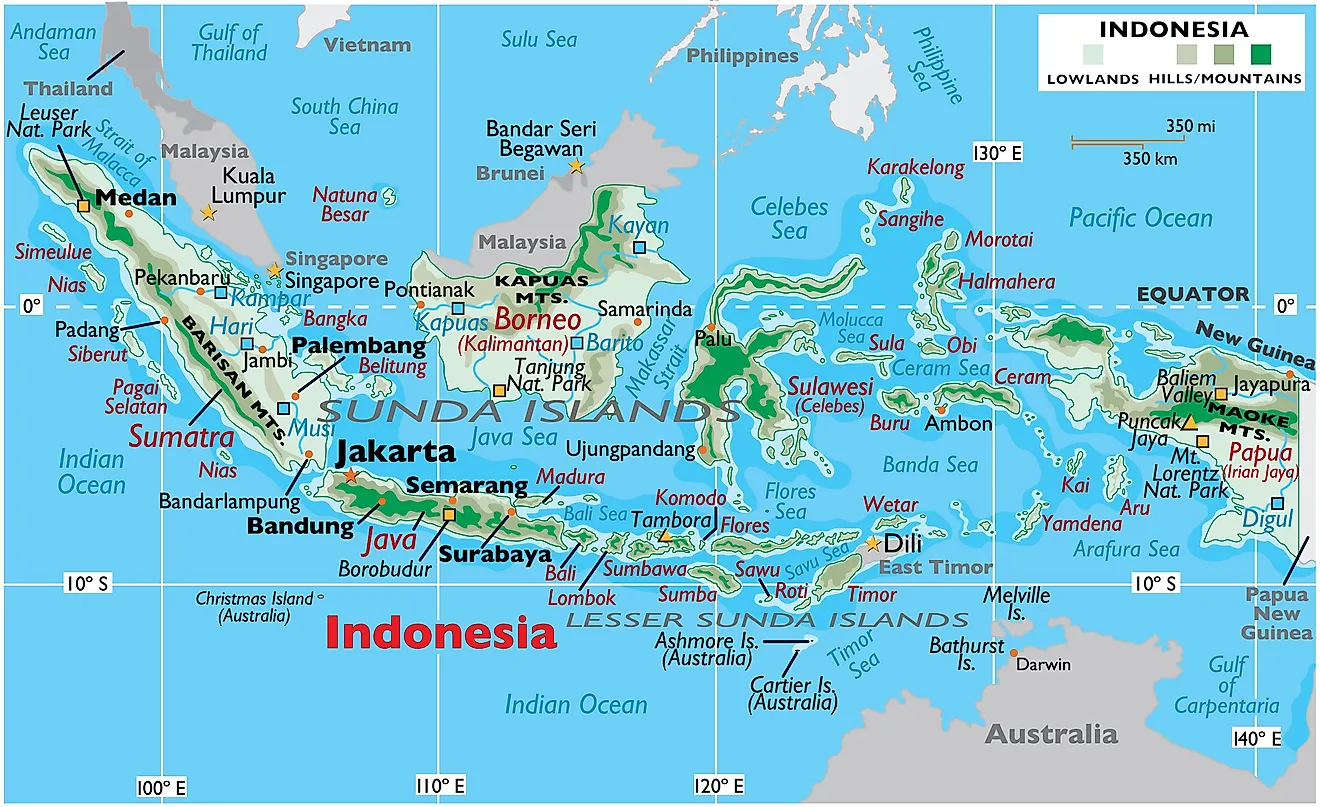 Andaman
Sea
Gulf of
Thailand
Vietnam
Sulu Sea
Philippines
Philippine
Sea
INDONESIA
LOWLANDS HILLS/MOUNTAINS
350 mi
350 km
Thailand
Leuser
Nat. Park
Strait of
Malacca
South China
Sea
Malaysia
Kuala
Lumpur
Medan
Natuna
Besar
Bandar Seri
Begawan
Brunei
Malaysia
Kayan
Karakelong
130° E
Celebes
Sea
Sangihe
Pacific Ocean
Morotai
Halmahera
Simeulue
Nias
Singapore
Singapore
Pekanbaru
Kampar
Pontianak
KAPUAS
MTS.
Samarinda
EQUATOR
0°
0°
Padang
Hari
Bangka
Kapuas
Borneo
(Kalimantan)
Barito
Makassar
Strait
Palu
Molucca
Sea
Sula
Obi
New Guinea
Siberut
BARISAN MTS.
Jambi
Palembang
Belitung
Tanjung
Nat. Park
Ceram Sea
Ceram
Baliem
Valley
Jayapura
Pagai
Selatan
Sulawesi
(Celebes)
SUNDA ISLANDS
Buru
Ambon
Puncak
Jaya
MAOKE
MTS.
Sumatra
Musi
Java Sea
Ujungpandang
Banda Sea
Mt.
Lorentz
Nat. Park
Papua
(Irian Jaya)
Indian
Ocean
Nias
Jakarta
Semarang
Madura
Komodo
Flores
Sea
Wetar
Kai
Aru
Bandarlampung
Bandung
Java
Bali Sea
Tambora
Flores
Yamdena
Digul
Surabaya
Borobudur
Dili
Arafura Sea
Bali
Lombok
Sumbawa
Sumba
Sawu
Savu Sea
Roti
East Timor
Timor
10° S
10° S
Christmas Island
(Australia)
Indonesia
LESSER SUNDA ISLANDS
Melville
Is.
Papua
New
Guinea
Ashmore Is.
(Australia)
Timor
Sea
Bathurst
Is.
Darwin
Cartier Is.
(Australia)
Gulf
of
Carpentaria
Indian Ocean
Australia
140° E
100° E
110° E
120° E